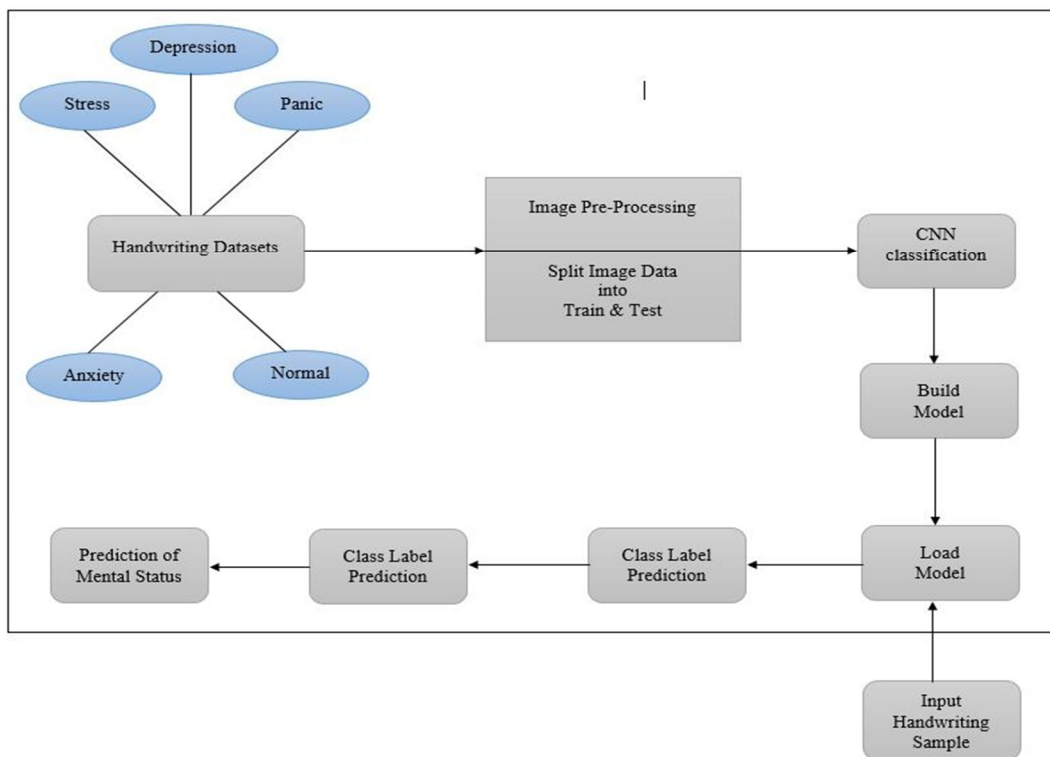 Depression
Stress
Panic
Handwriting Datasets
Anxiety
Normal
Image Pre-Processing
Split Image Data
into
Train & Test
CNN
classification
Build
Model
Load
Model
Class Label
Prediction
Class Label
Prediction
Prediction of
Mental Status
Input
Handwriting
Sample